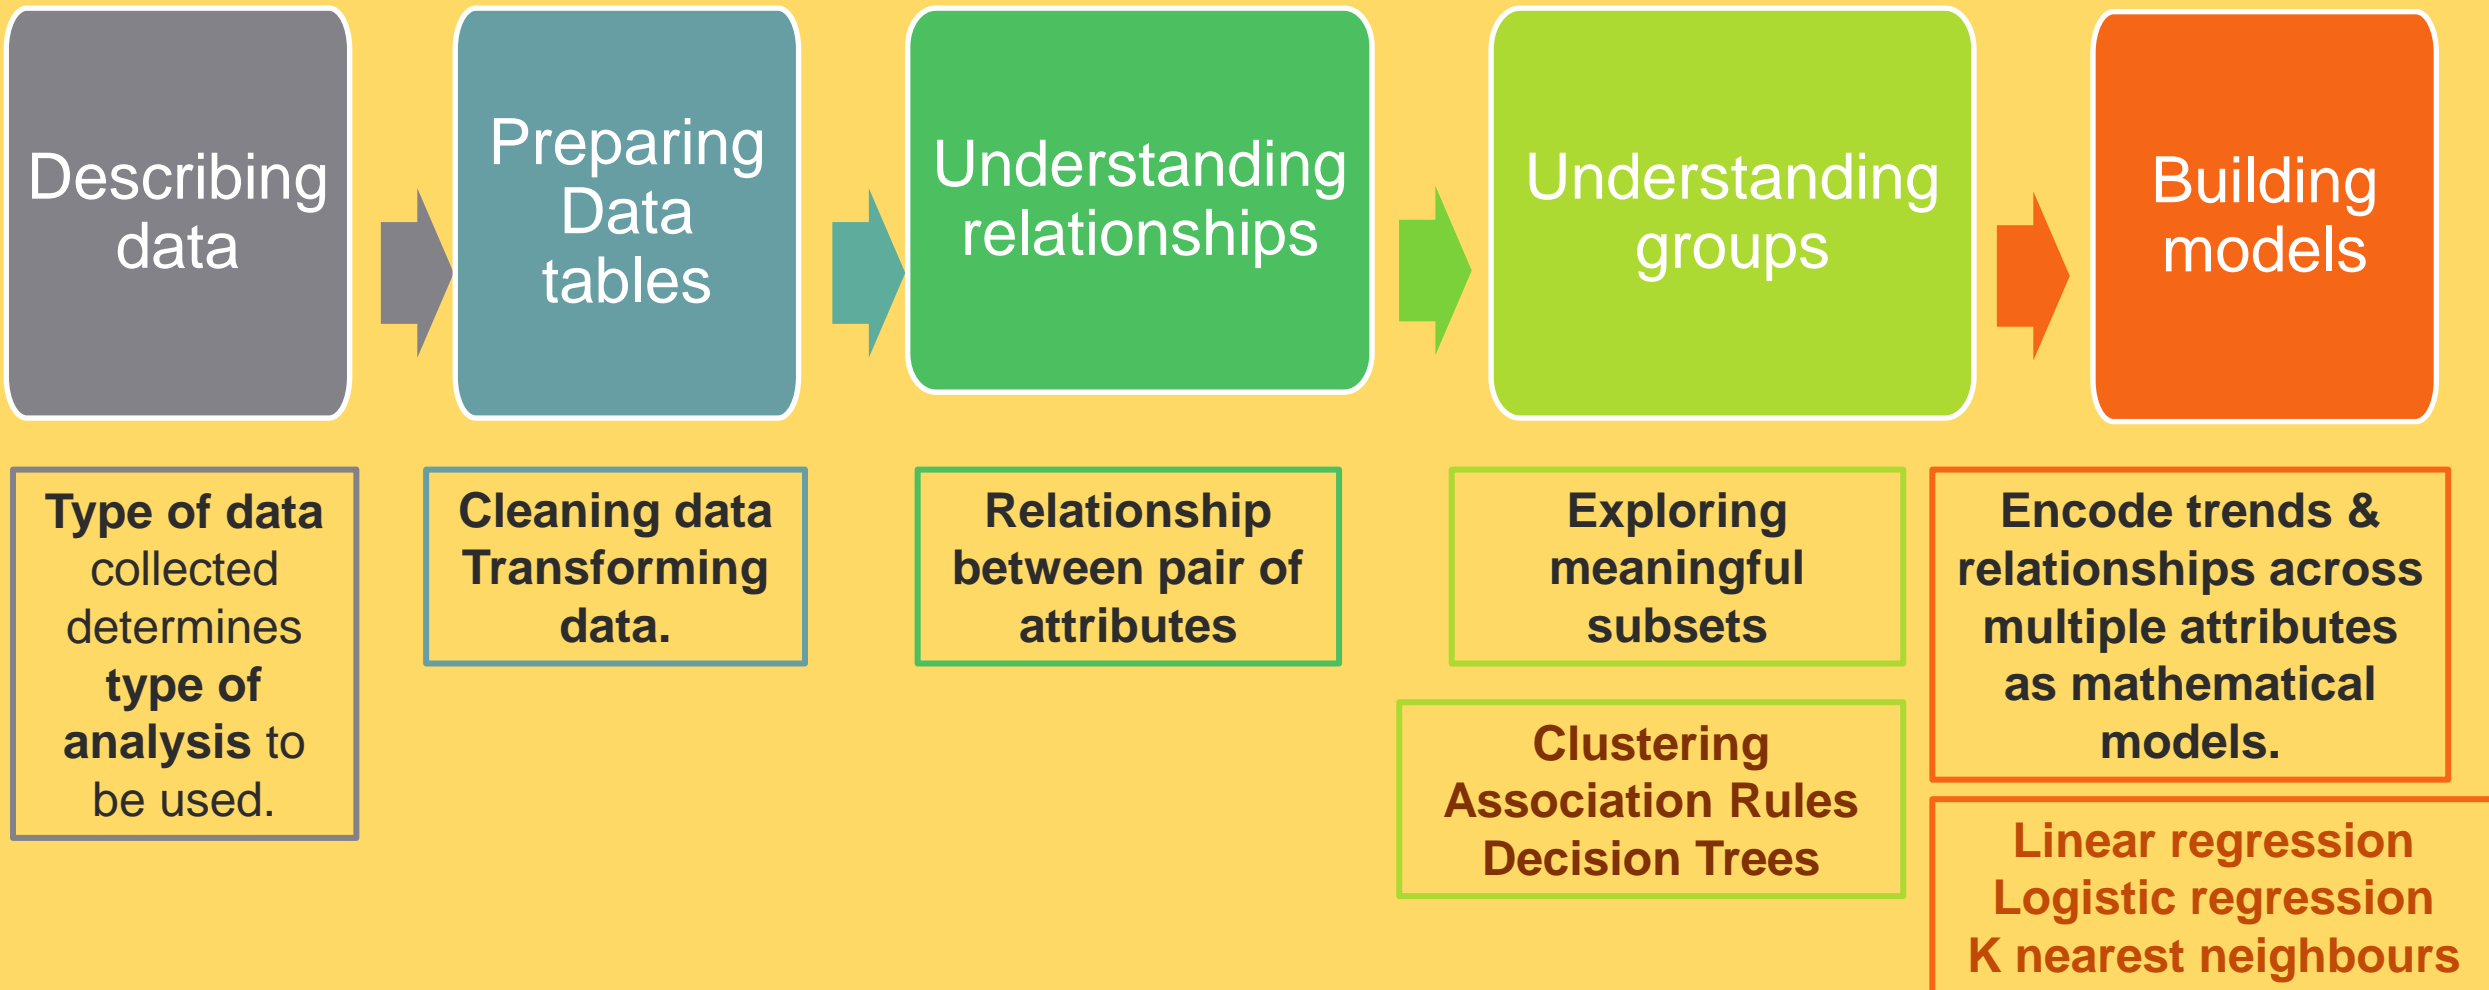 Describing
data
Preparing
Data
tables
Understanding
relationships
Understanding
groups
Building
models
Type of data
collected
determines
type of
analysis to
be used.
Cleaning data
Transforming
data.
Relationship
between pair of
attributes
Exploring
meaningful
subsets
Clustering
Association Rules
Decision Trees
Encode trends &
relationships across
multiple attributes
as mathematical
models.
Linear regression
Logistic regression
K nearest neighbours